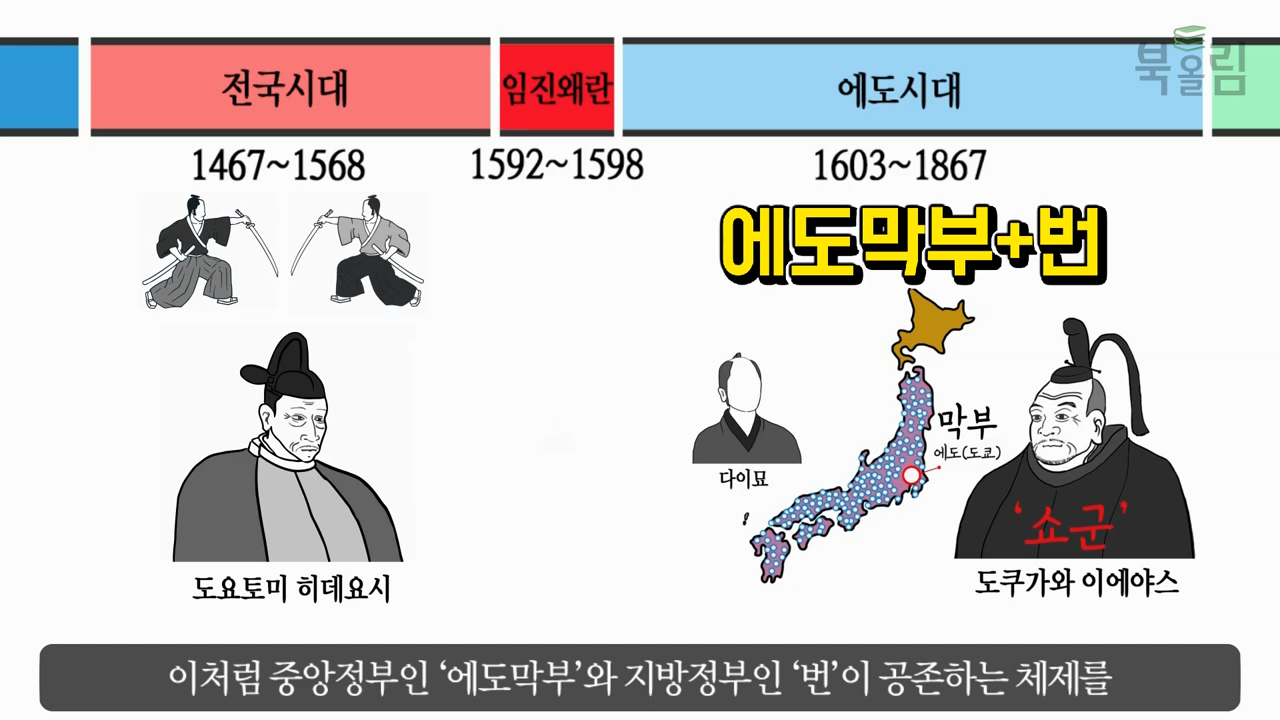 북올림
전국시대
임진왜란
에도시대
1467~1568
1592~1598
1603~1867
에도막부+번
막부
에도(도쿄)
다이묘
‘쇼군’
도요토미 히데요시
도쿠가와 이에야스
이처럼 중앙정부인 ‘에도막부’와 지방정부인 ‘번’이 공존하는 체제를